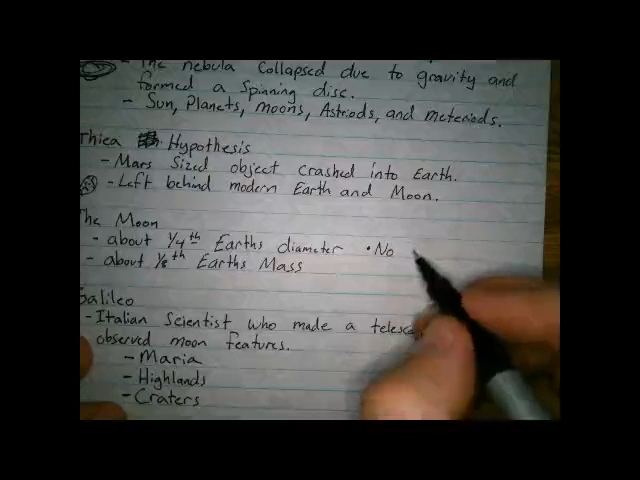 - The nebula collapsed due to gravity and
formed a Spinning disc.
- Sun, Planets, moons, Astriods, and meteriods.
Thiea Hypothesis
- Mars Sized object crashed into Earth.
- Left behind modern Earth and Moon.
The Moon
- about 1/4th Earths diameter • No
- about 1/8th Earths Mass
Galileo
- Italian Scientist who made a telesc
observed moon features.
- Maria
- Highlands
- Craters